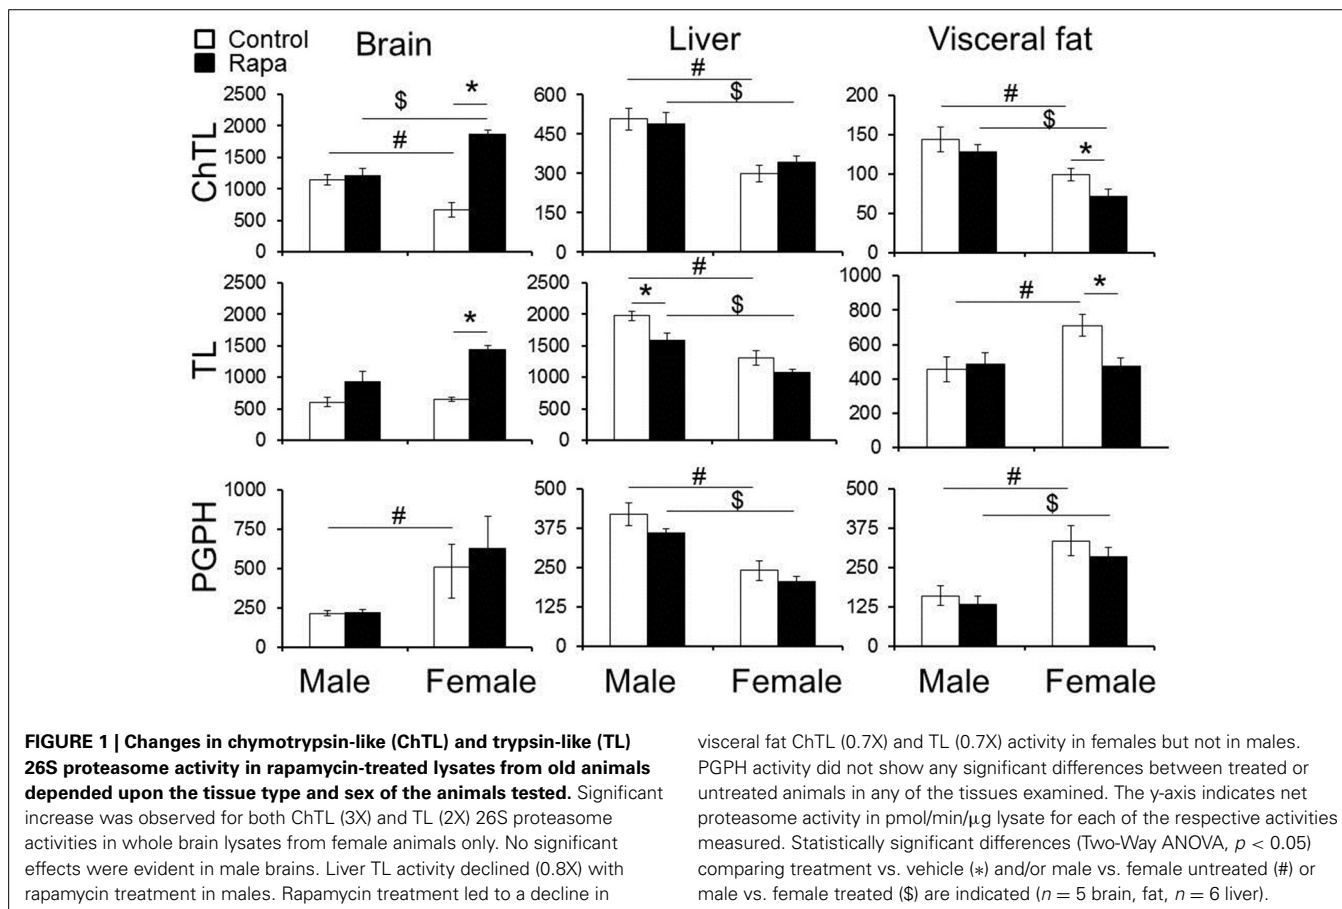 Control
Rapa
Brain
Liver
Visceral fat
ChTL
2500
2000
1500
1000
500
0
$
*
#
600
450
300
150
0
#
$
200
150
100
50
0
#
$
*
TL
2500
2000
1500
1000
500
0
*
2500
2000
1500
1000
500
0
#
*
$
1000
800
600
400
200
0
#
*
PGPH
1000
750
500
250
0
#
500
375
250
125
0
#
$
500
375
250
125
0
#
$
Male Female
Male Female
Male Female
FIGURE 1 | Changes in chymotrypsin-like (ChTL) and trypsin-like (TL)
26S proteasome activity in rapamycin-treated lysates from old animals
depended upon the tissue type and sex of the animals tested. Significant
increase was observed for both ChTL (3X) and TL (2X) 26S proteasome
activities in whole brain lysates from female animals only. No significant
effects were evident in male brains. Liver TL activity declined (0.8X) with
rapamycin treatment in males. Rapamycin treatment led to a decline in
visceral fat ChTL (0.7X) and TL (0.7X) activity in females but not in males.
PGPH activity did not show any significant differences between treated or
untreated animals in any of the tissues examined. The y-axis indicates net
proteasome activity in pmol/min/μg lysate for each of the respective activities
measured. Statistically significant differences (Two-Way ANOVA, p < 0.05)
comparing treatment vs. vehicle (*) and/or male vs. female untreated (#) or
male vs. female treated ($) are indicated (n = 5 brain, fat, n = 6 liver).